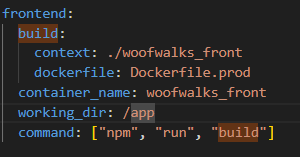 frontend:
build:
context: ./woofwalks_front
dockerfile: Dockerfile.prod
container_name: woofwalks_front
working_dir: /app
command: ["npm", "run", "build"]